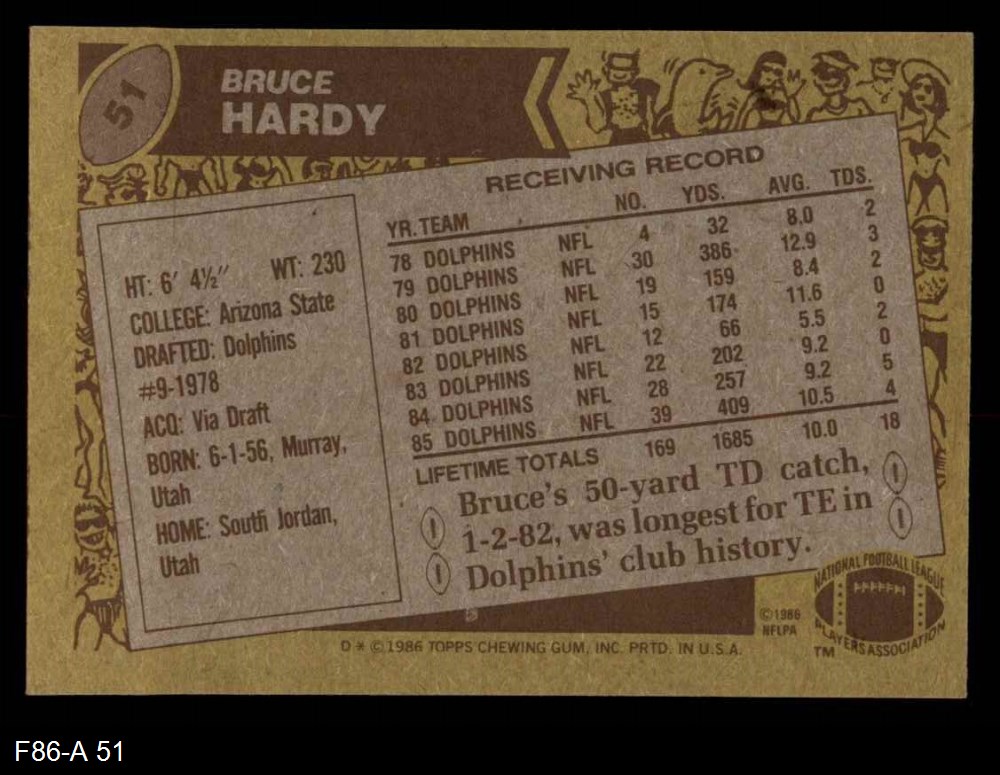 51
BRUCE
HARDY
HT: 6' 4½" WT: 230
COLLEGE: Arizona State
DRAFTED: Dolphins
#9-1978
ACQ: Via Draft
BORN: 6-1-56, Murray,
Utah
HOME: South Jordan,
Utah
RECEIVING RECORD
YR. TEAM NO. YDS. AVG. TDS.
78 DOLPHINS NFL 4 32 8.0 2
79 DOLPHINS NFL 30 386 12.9 3
80 DOLPHINS NFL 19 159 8.4 2
81 DOLPHINS NFL 15 174 11.6 0
82 DOLPHINS NFL 12 66 5.5 2
83 DOLPHINS NFL 22 202 9.2 0
84 DOLPHINS NFL 28 257 9.2 5
85 DOLPHINS NFL 39 409 10.5 4
LIFETIME TOTALS 169 1685 10.0 18
Bruce's 50-yard TD catch,
1-2-82, was longest for TE in
Dolphins' club history.
©1986
NFLPA
NATIONAL FOOTBALL LEAGUE
PLAYERS ASSOCIATION
TM
D * ©1986 TOPPS CHEWING GUM, INC. PRTD. IN U.S.A.
F86-A 51